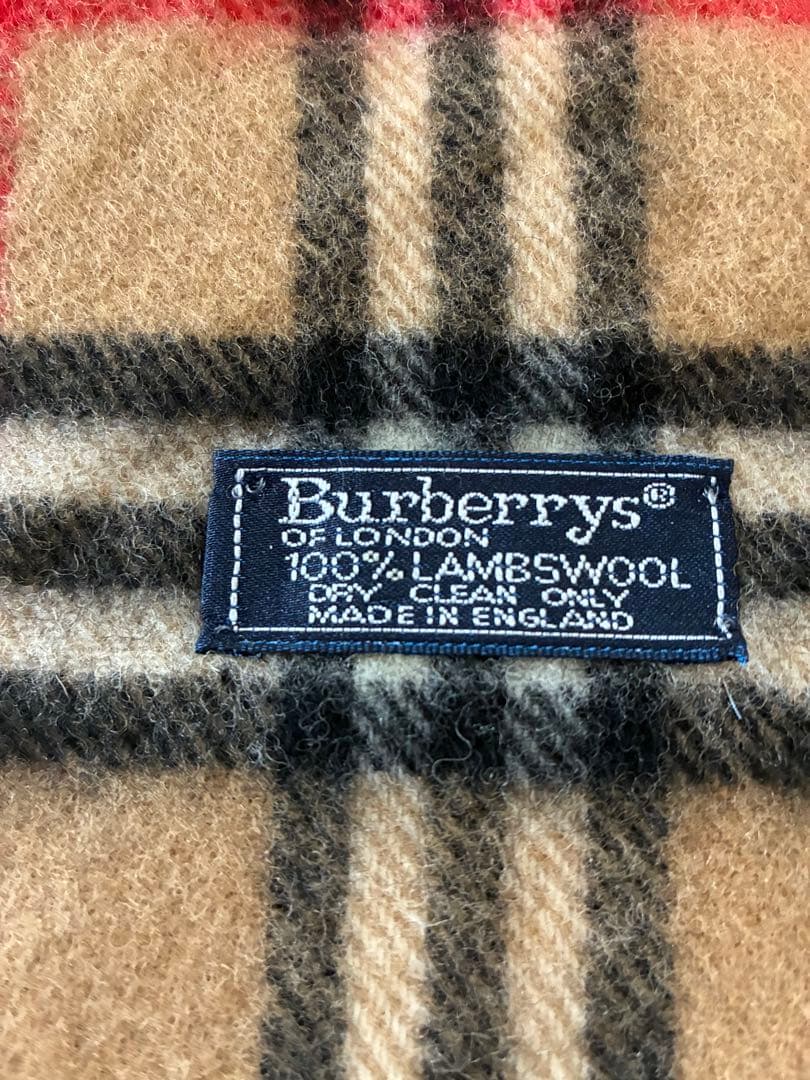 Burberrys®
OF LONDON
100% LAMBSWOOL
DRY CLEAN ONLY
MADE IN ENGLAND